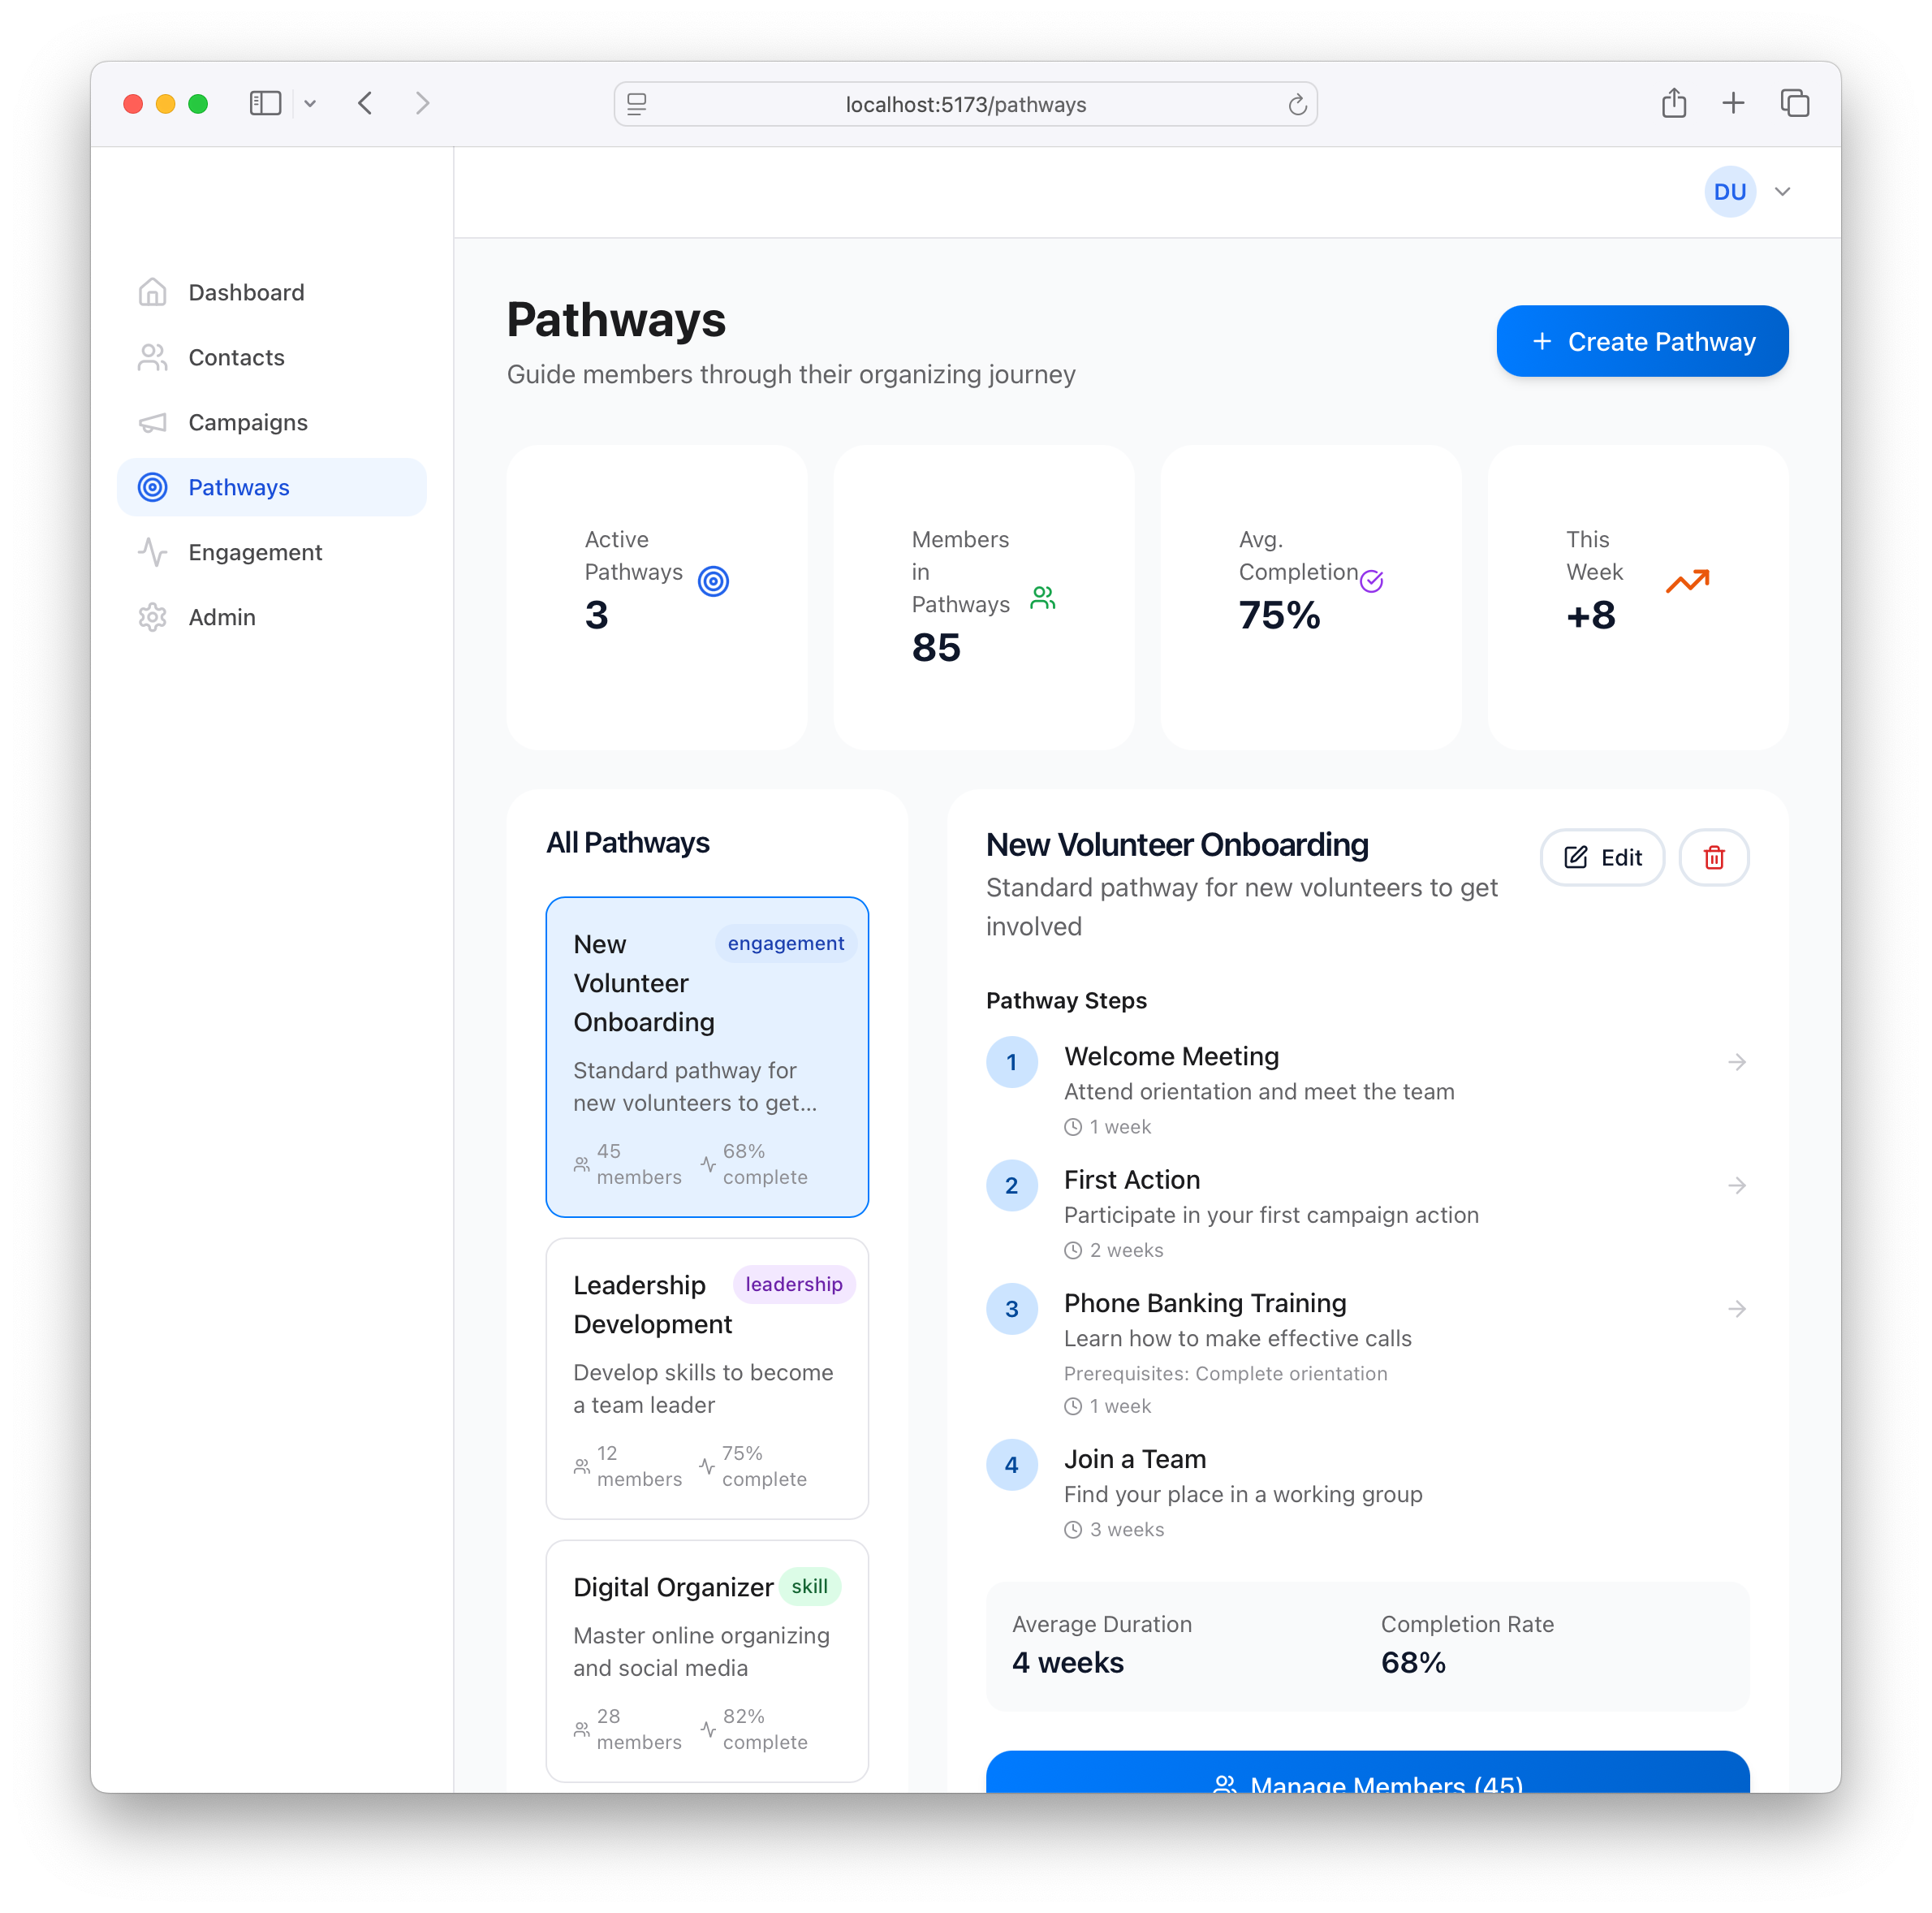 localhost:5173/pathways
DU
Dashboard
Contacts
Campaigns
Pathways
Engagement
Admin
Pathways
Guide members through their organizing journey
Create Pathway
Active
Pathways
3
Members
in
Pathways
85
Avg.
Completion
75%
This
Week
+8
All Pathways
New
Volunteer
Onboarding
engagement
Standard pathway for
new volunteers to get...
45
members
68%
complete
Leadership
Development
leadership
Develop skills to become
a team leader
12
members
75%
complete
Digital Organizer
skill
Master online organizing
and social media
28
members
82%
complete
New Volunteer Onboarding
Standard pathway for new volunteers to get
involved
Edit
Pathway Steps
1
Welcome Meeting
Attend orientation and meet the team
1 week
2
First Action
Participate in your first campaign action
2 weeks
3
Phone Banking Training
Learn how to make effective calls
Prerequisites: Complete orientation
1 week
4
Join a Team
Find your place in a working group
3 weeks
Average Duration
4 weeks
Completion Rate
68%
Manage Members (45)